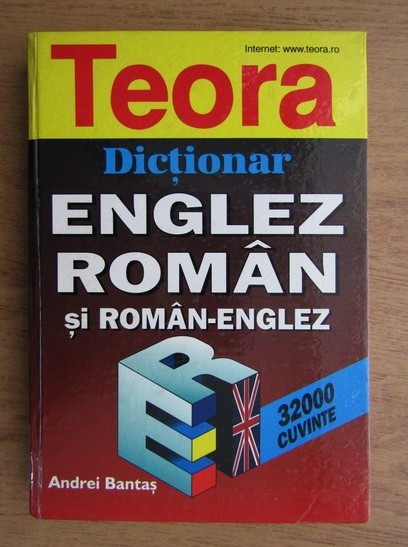 Internet: www.teora.ro
Teora
Dicționar
ENGLEZ
ROMÂN
și ROMÂN-ENGLEZ
R
E
32000
CUVINTE
Andrei Bantaș